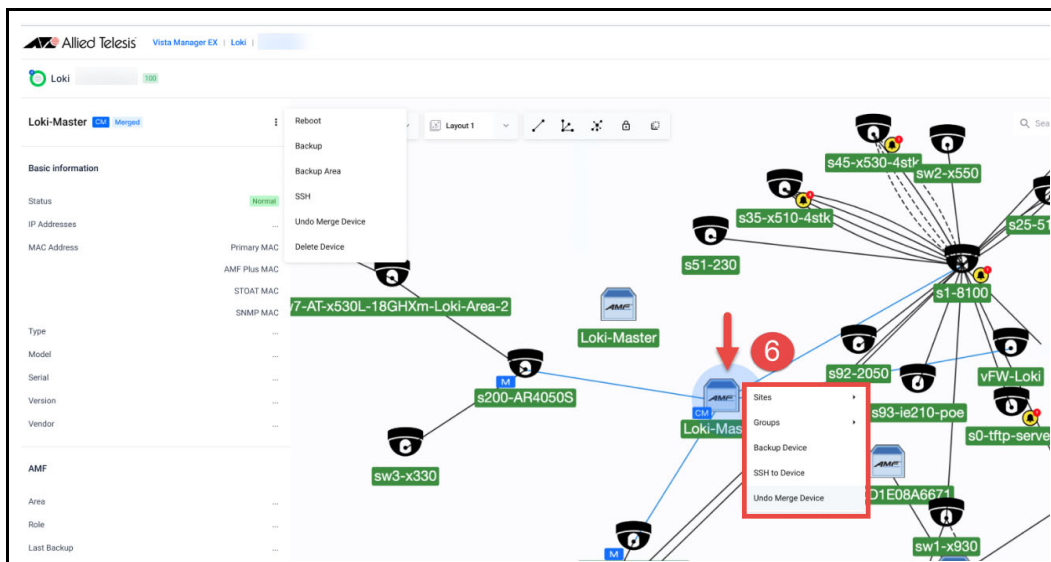 Allied Telesis Vista Manager EX | Loki |
Loki 100
Loki-Master CM Merged
Basic information
Status Normal
IP Addresses ...
MAC Address Primary MAC
AMF Plus MAC
STOAT MAC
SNMP MAC
Type ...
Model ...
Serial ...
Version ...
Vendor ...
AMF
Area ...
Role ...
Last Backup ...
Reboot
Backup
Backup Area
SSH
Undo Merge Device
Delete Device
Layout 1
Sea
s45-x530-4stk
sw2-x550
s35-x510-4stk
s25-51
s51-230
s1-8100
7-AT-x530L-18GHXm-Loki-Area-2
AMF
Loki-Master
6
s92-2050
vFW-Loki
M
s200-AR4050S
AMF
CM
Loki-Mas
s93-ie210-poe
s0-tftp-serve
sw3-x330
Sites
Groups
Backup Device
SSH to Device
Undo Merge Device
AMF
D1E08A6671
sw1-x930
M